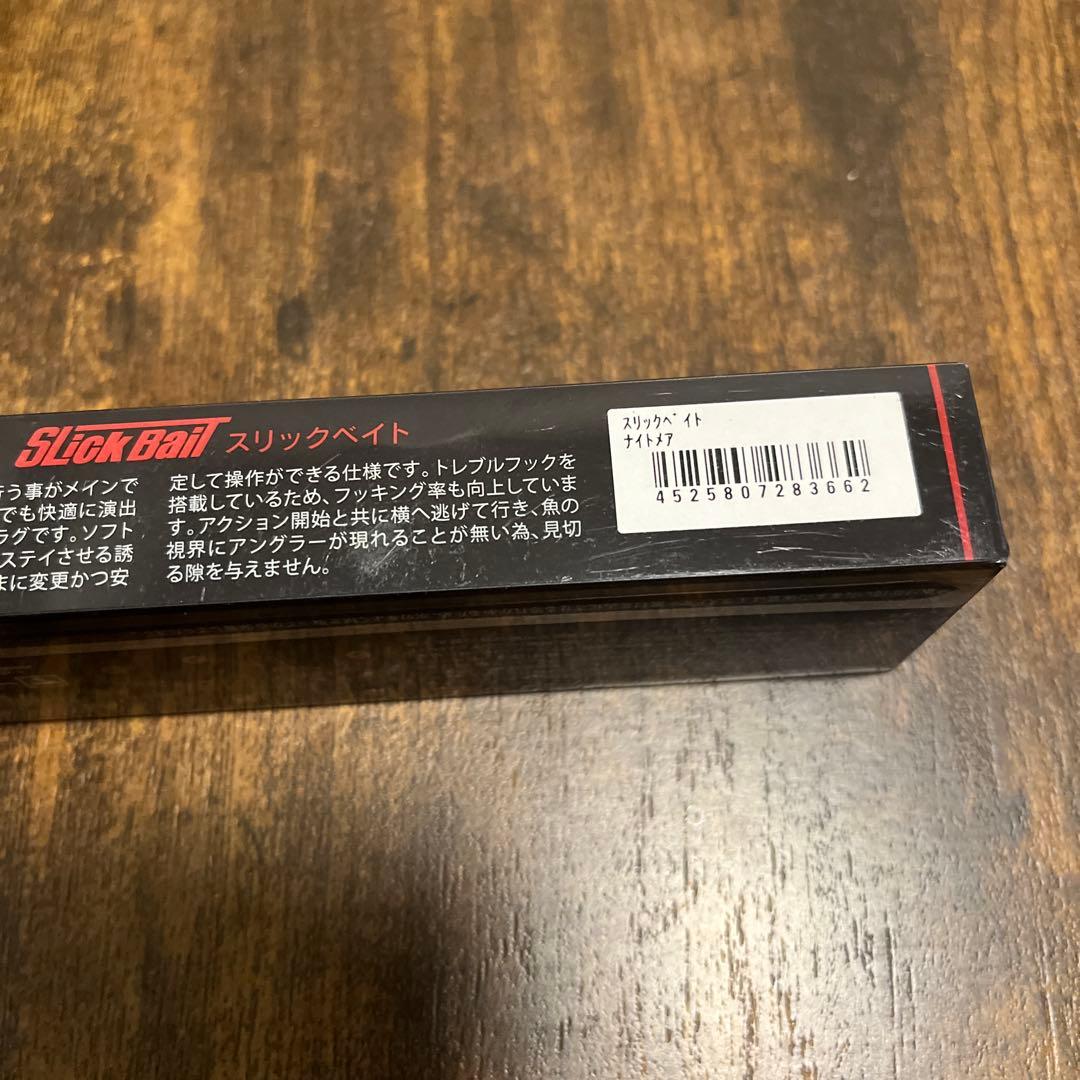 SLickBaiT スリックベイト
行う事がメインで
でも快適に演出
ラグです。ソフト
ステイさせる誘
まに変更かつ安
定して操作ができる仕様です。トレブルフックを
搭載しているため、フッキング率も向上していま
す。アクション開始と共に横へ逃げて行き、魚の
視界にアングラーが現れることが無い為、見切
る隙を与えません。
ｽﾘｯｸﾍﾞｲﾄ
ﾅｲﾄﾒｱ
4525807283662